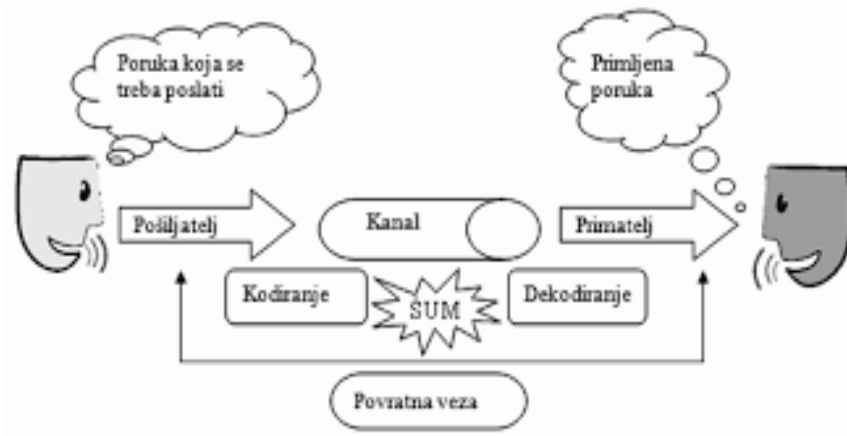 Poruka koja se
treba poslati
Primljena
poruka
Pošiljatelj
Kanal
Primatelj
Kodiranje
ŠUM
Dekodiranje
Povratna veza